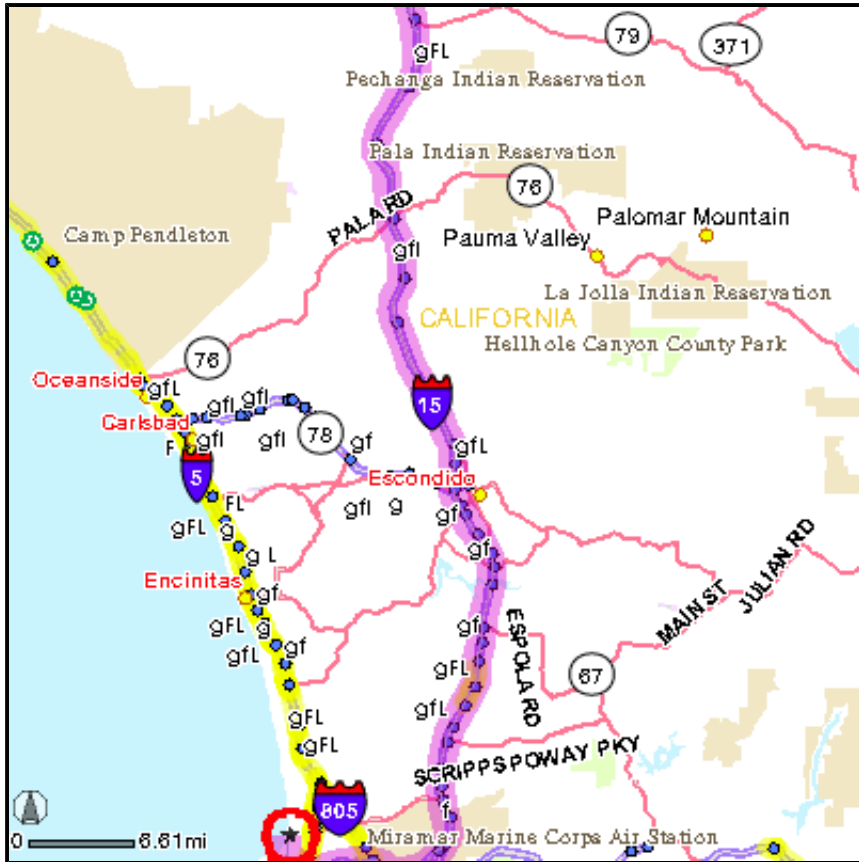 79
371
gFL
Pechanga Indian Reservation
Pala Indian Reservation
76
PALA RD
Palomar Mountain
Camp Pendleton
Pauma Valley
gfl
La Jolla Indian Reservation
CALIFORNIA
Hellhole Canyon County Park
76
Oceanside
gfL
15
gfl
gfl
Carlsbad
gfl
gfl
78
gf
F
gfL
5
Escondido
FL
gfl
g
gf
gFL
g
gf
g L
JULIAN RD
Encinitas
gf
MAIN ST
gFL
g
gf
ESPOLA RD
gfL
gf
gFL
67
gFL
gfL
gFL
SCRIPPS POWAY PKY
805
f
0
6.61mi
Miramar Marine Corps Air Station